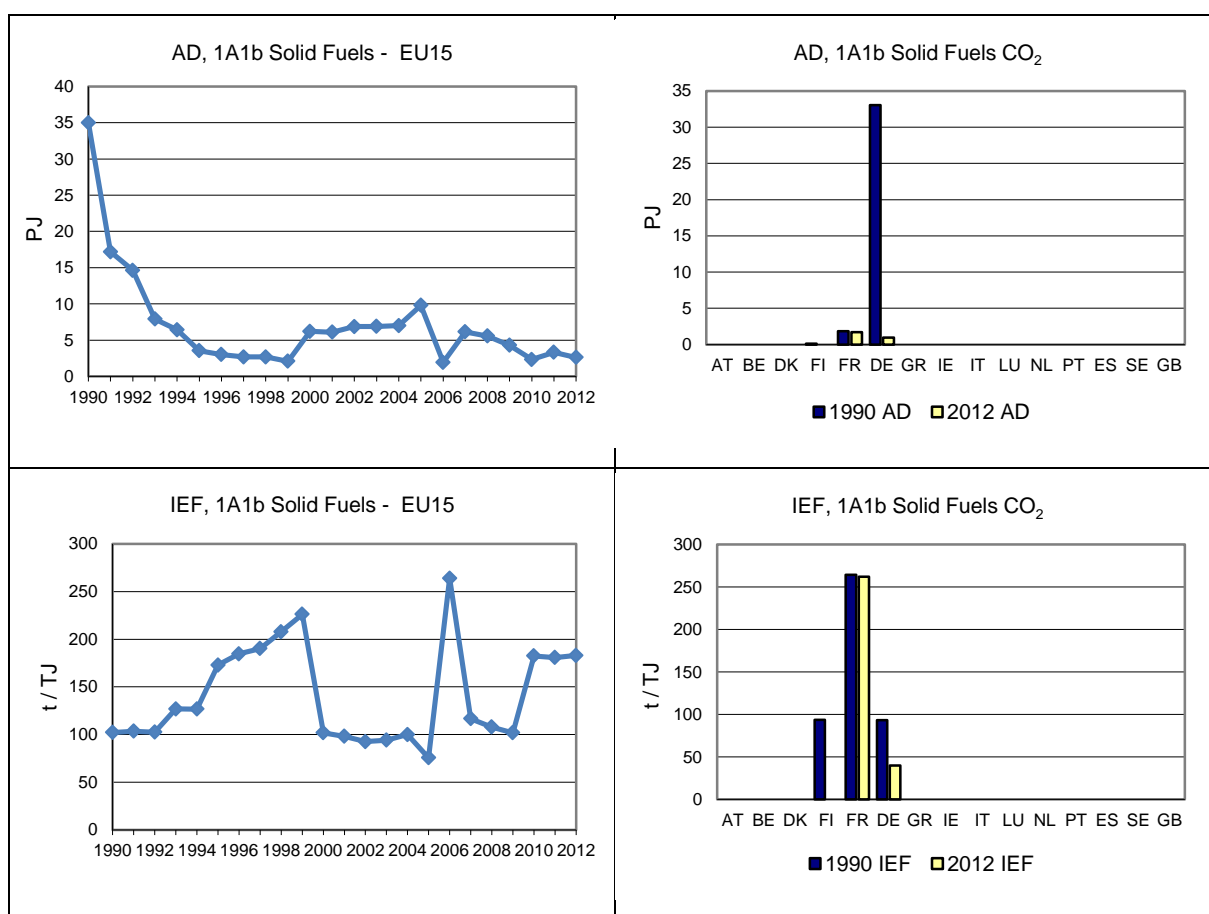 AD, 1A1b Solid Fuels - EU15
40
35
30
25
20
15
10
5
0
PJ
1990 1992 1994 1996 1998 2000 2002 2004 2006 2008 2010 2012
AD, 1A1b Solid Fuels CO₂
35
30
25
20
15
10
5
0
PJ
AT BE DK FI FR DE GR IE IT LU NL PT ES SE GB
1990 AD 2012 AD
IEF, 1A1b Solid Fuels - EU15
300
250
200
150
100
50
0
t / TJ
1990 1992 1994 1996 1998 2000 2002 2004 2006 2008 2010 2012
IEF, 1A1b Solid Fuels CO₂
300
250
200
150
100
50
0
t / TJ
AT BE DK FI FR DE GR IE IT LU NL PT ES SE GB
1990 IEF 2012 IEF